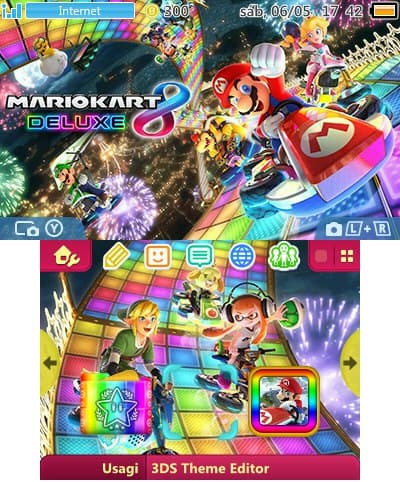 Internet
300 sáb, 06/05. 17 42
MARIOKART 8
DELUXE
Y
L + R
Usagi 3DS Theme Editor